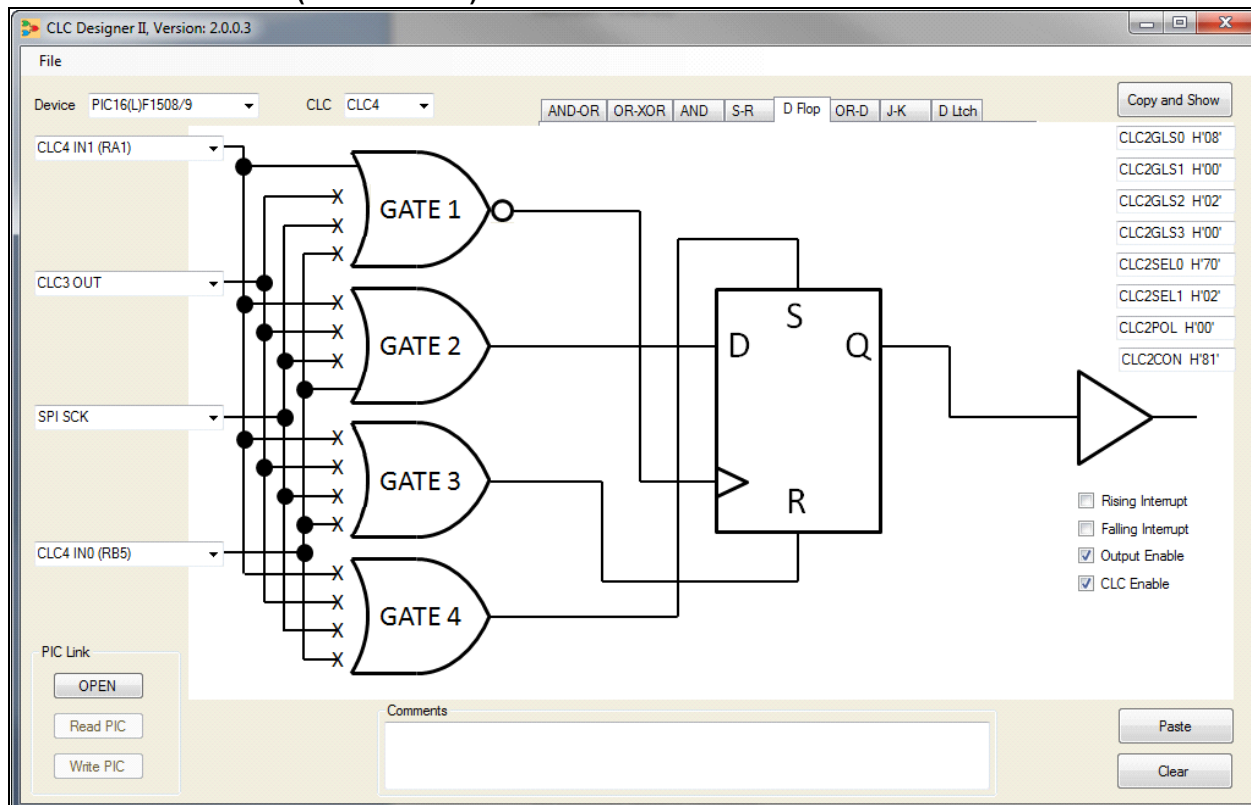 CLC Designer II, Version: 2.0.0.3
File
Device PIC16(L)F1508/9 CLC CLC4
AND-OR OR-XOR AND S-R D Flop OR-D J-K D Ltch
Copy and Show
CLC4 IN1 (RA1)
CLC3 OUT
SPI SCK
CLC4 IN0 (RB5)
X
X
X
GATE 1
X
X
X
GATE 2
X
X
X
X
GATE 3
X
X
X
X
GATE 4
S
D Q
R
CLC2GLS0 H'08'
CLC2GLS1 H'00'
CLC2GLS2 H'02'
CLC2GLS3 H'00'
CLC2SEL0 H'70'
CLC2SEL1 H'02'
CLC2POL H'00'
CLC2CON H'81'
Rising Interrupt
Falling Interrupt
Output Enable
CLC Enable
PIC Link
OPEN
Read PIC
Write PIC
Comments
Paste
Clear